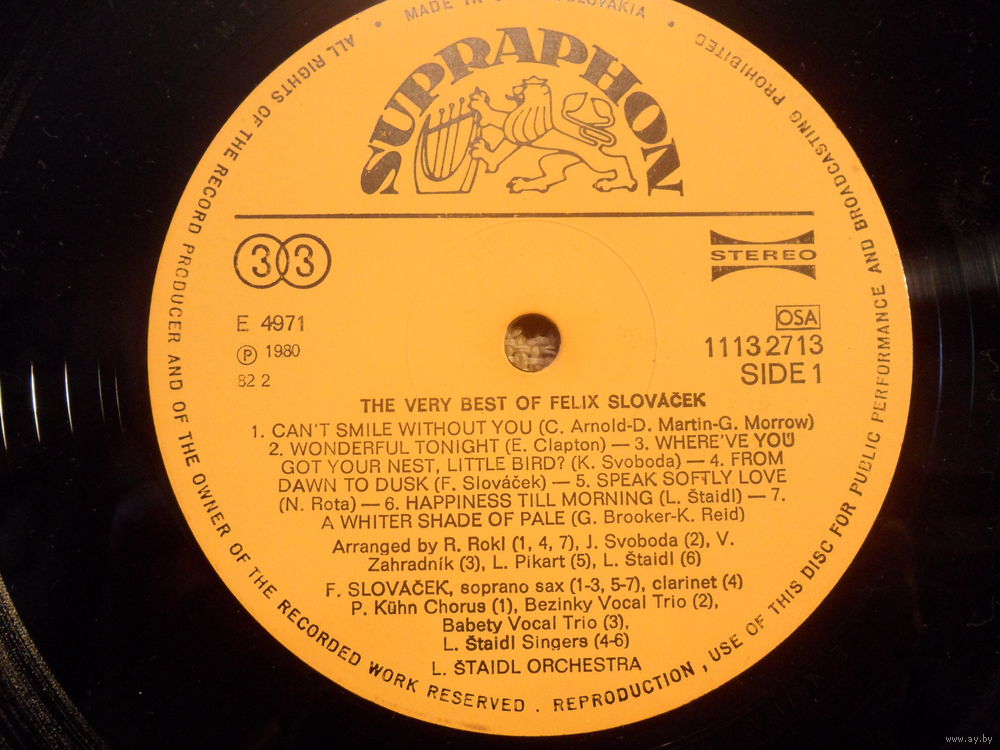 MADE IN
SUPRAPHON
33
STEREO
E 4971
OSA
Ⓟ 1980
1113 2713
82 2
SIDE 1
THE VERY BEST OF FELIX SLOVÁČEK
1. CAN'T SMILE WITHOUT YOU (C. Arnold-D. Martin-G. Morrow)
2. WONDERFUL TONIGHT (E. Clapton) — 3. WHERE'VE YOU
GOT YOUR NEST, LITTLE BIRD? (K. Svoboda) — 4. FROM
DAWN TO DUSK (F. Slováček) — 5. SPEAK SOFTLY LOVE
(N. Rota) — 6. HAPPINESS TILL MORNING (L. Štaidl) — 7.
A WHITER SHADE OF PALE (G. Brooker-K. Reid)
Arranged by R. Rokl (1, 4, 7), J. Svoboda (2), V.
Zahradník (3), L. Pikart (5), L. Štaidl (6)
F. SLOVÁČEK, soprano sax (1-3, 5-7), clarinet (4)
P. Kühn Chorus (1), Bezinky Vocal Trio (2),
Babety Vocal Trio (3),
L. Štaidl Singers (4-6)
L. ŠTAIDL ORCHESTRA
ALL RIGHTS OF THE RECORD PRODUCER AND OF THE OWNER OF THE RECORDED WORK RESERVED . REPRODUCTION , USE OF THIS DISC FOR PUBLIC PERFORMANCE AND BROADCASTING PROHIBITED
www.ay.by